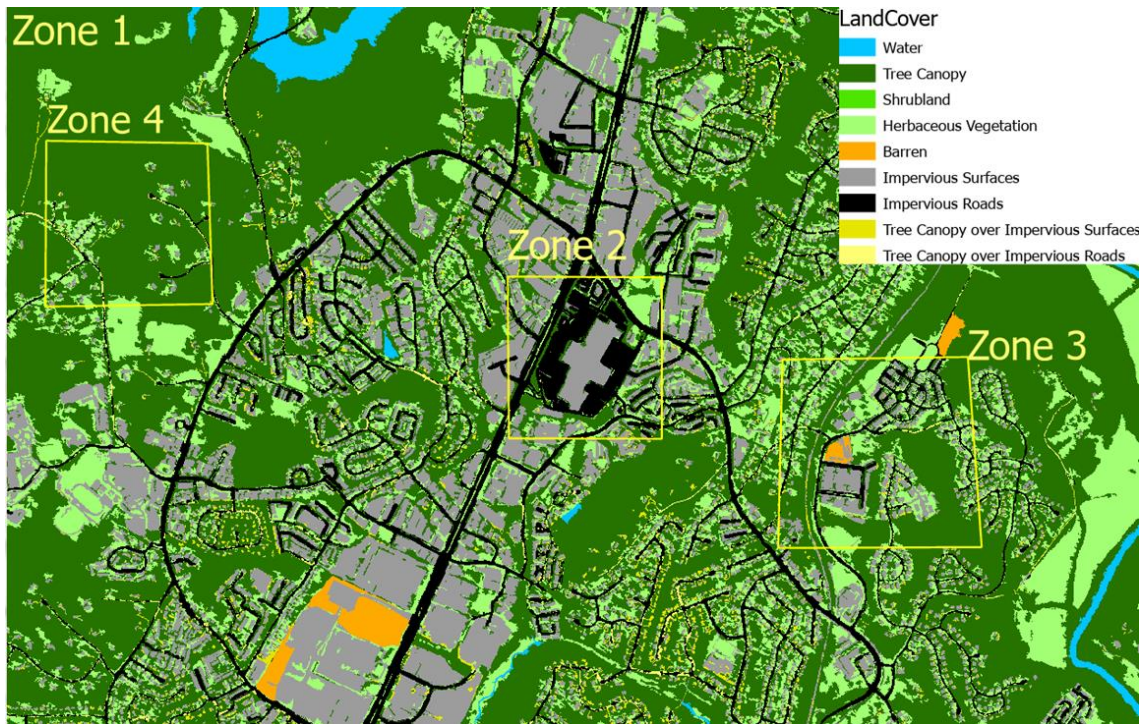 Zone 1
LandCover
Water
Tree Canopy
Shrubland
Herbaceous Vegetation
Barren
Impervious Surfaces
Impervious Roads
Tree Canopy over Impervious Surfaces
Tree Canopy over Impervious Roads
Zone 4
Zone 2
Zone 3